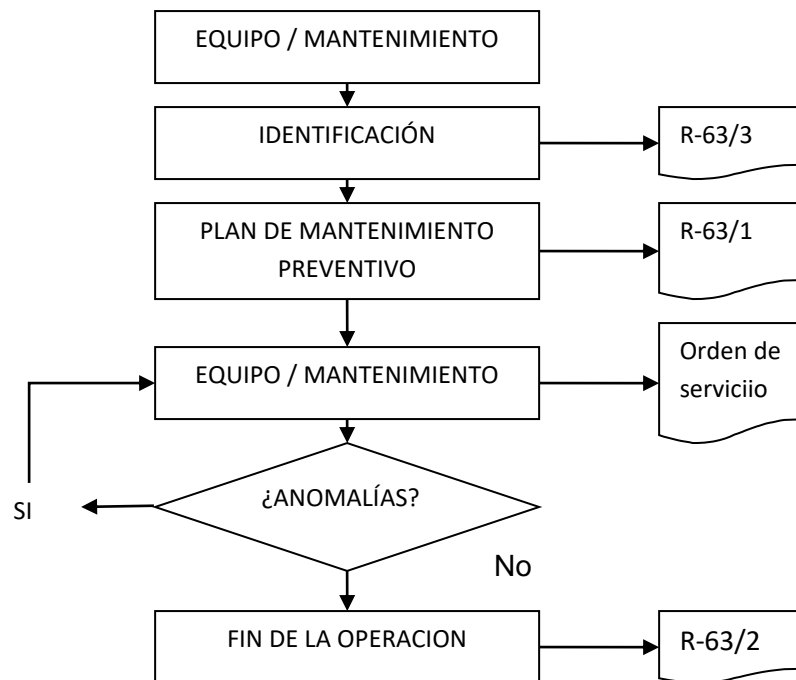 EQUIPO / MANTENIMIENTO
IDENTIFICACIÓN
R-63/3
PLAN DE MANTENIMIENTO
PREVENTIVO
R-63/1
EQUIPO / MANTENIMIENTO
Orden de
serviciio
¿ANOMALÍAS?
SI
No
FIN DE LA OPERACION
R-63/2